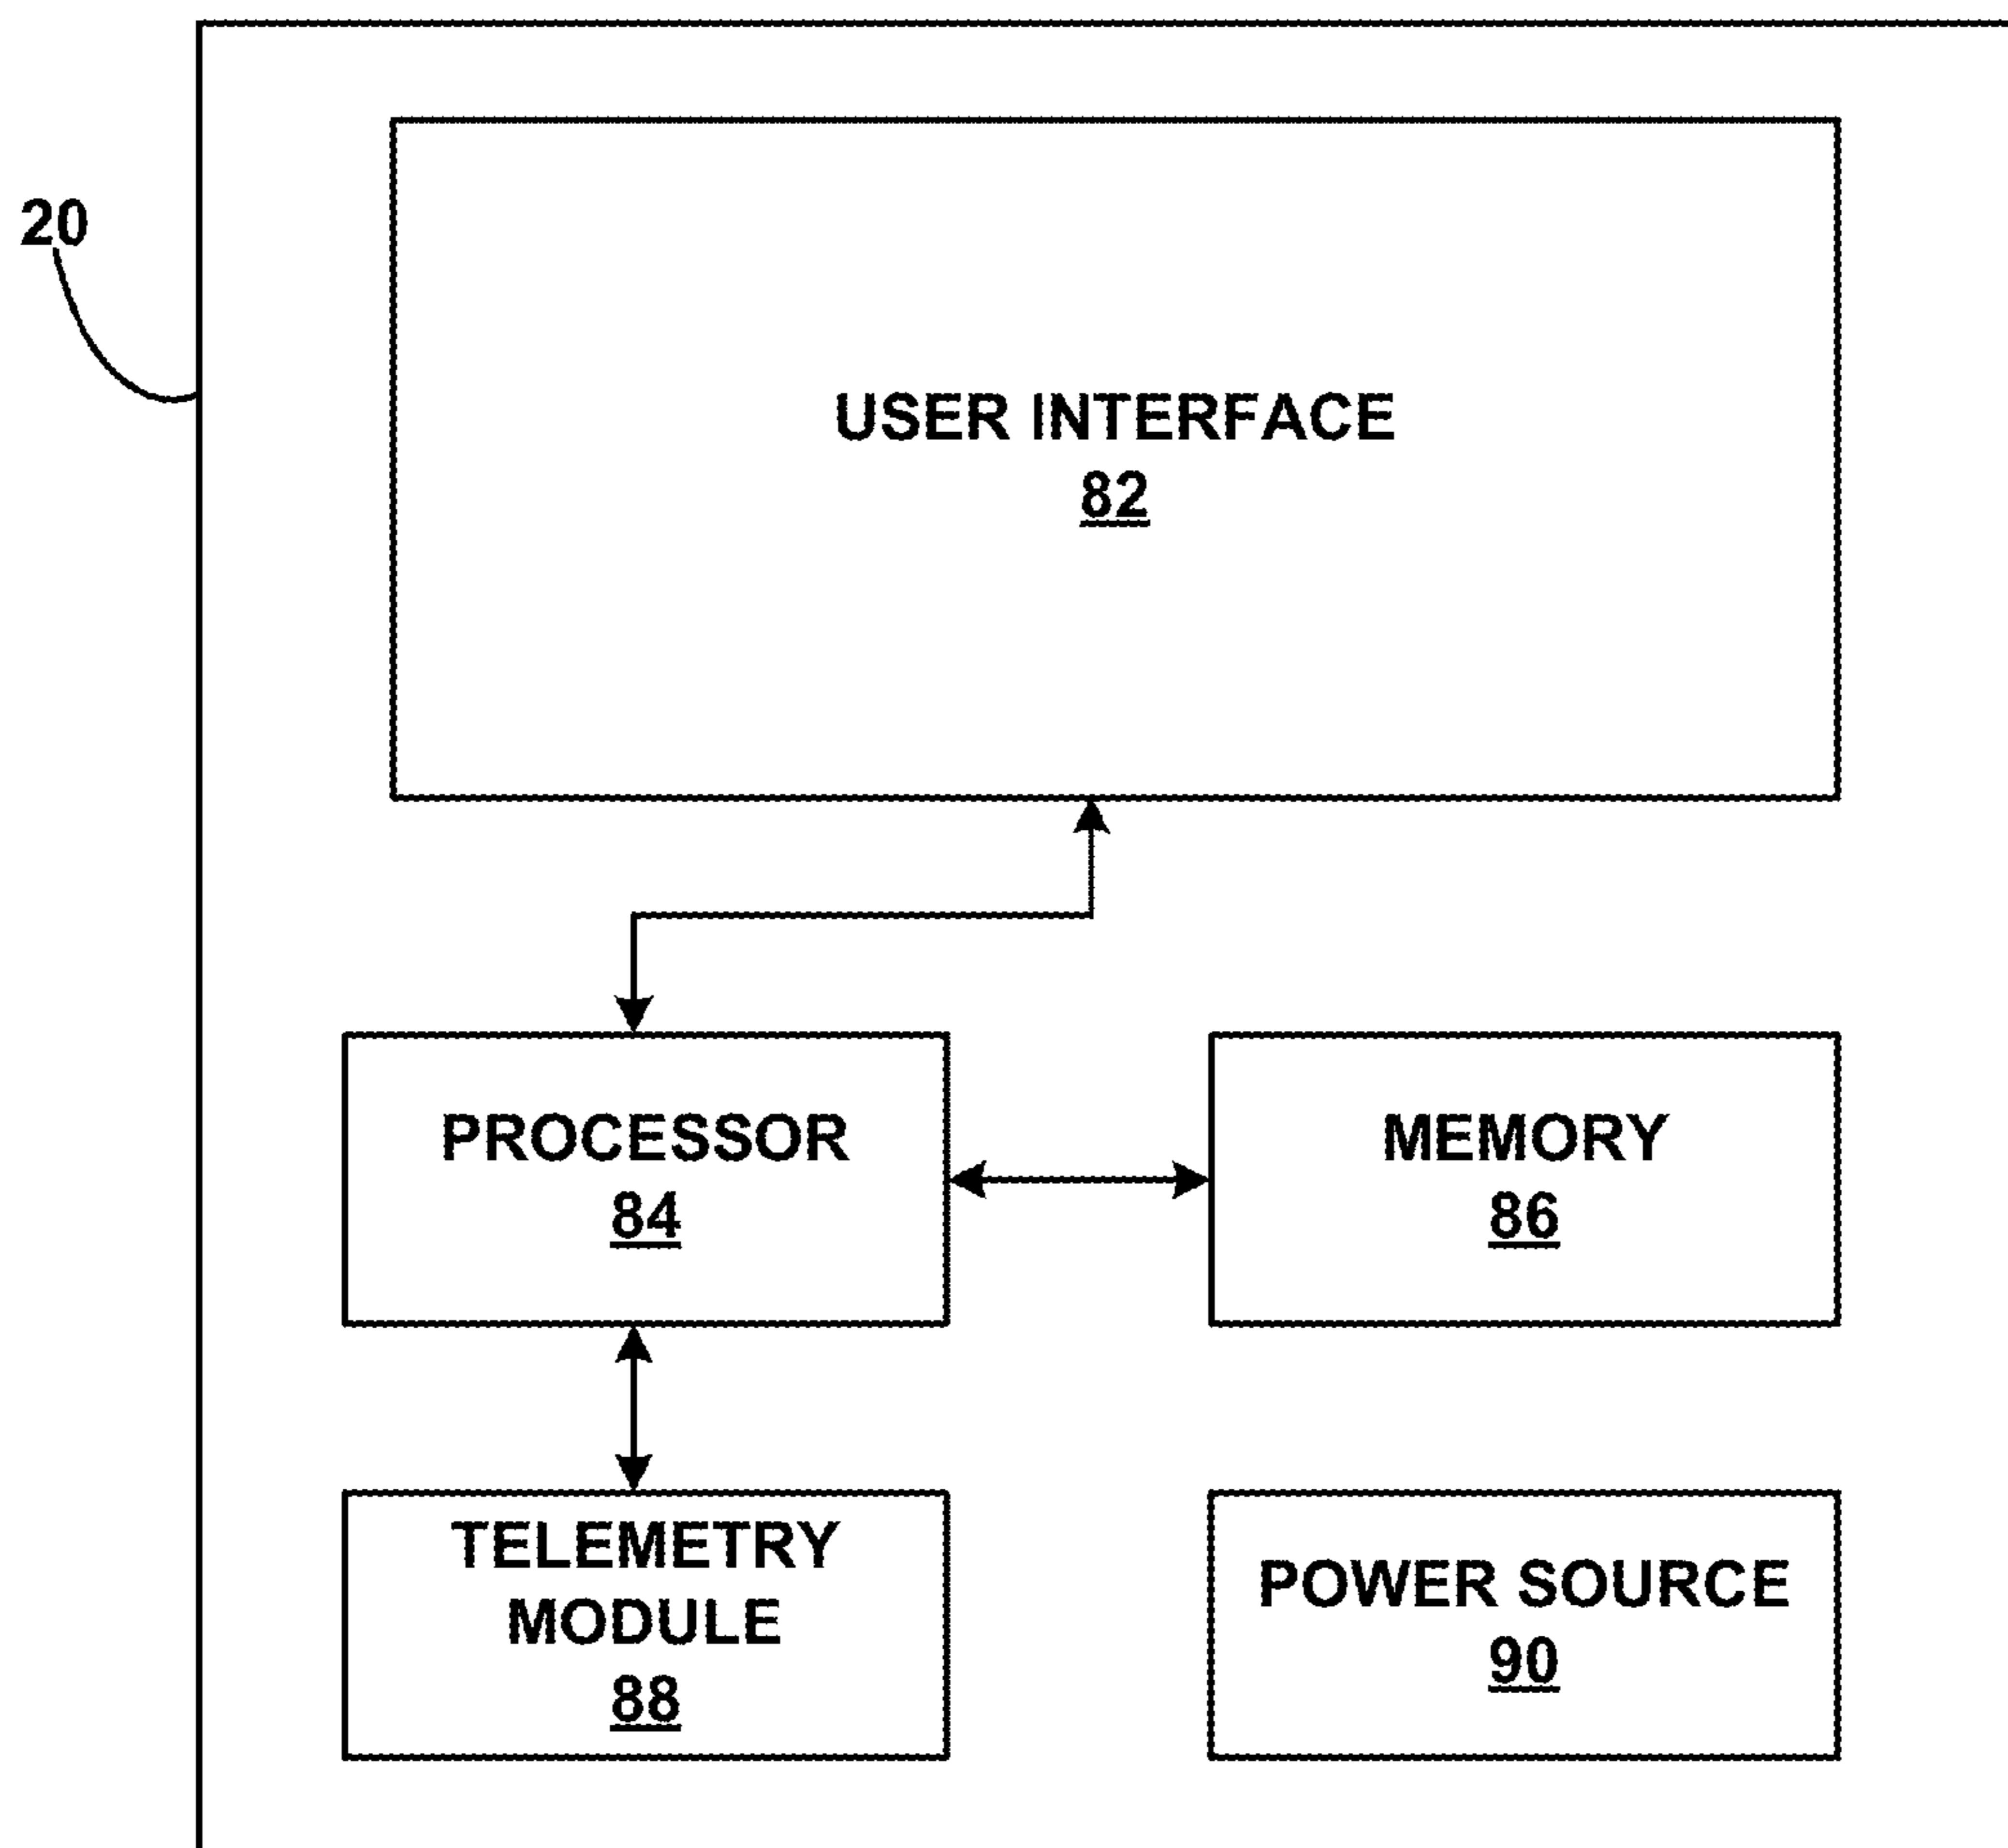 20
USER INTERFACE
82
PROCESSOR
84
MEMORY
86
TELEMETRY
MODULE
88
POWER SOURCE
90